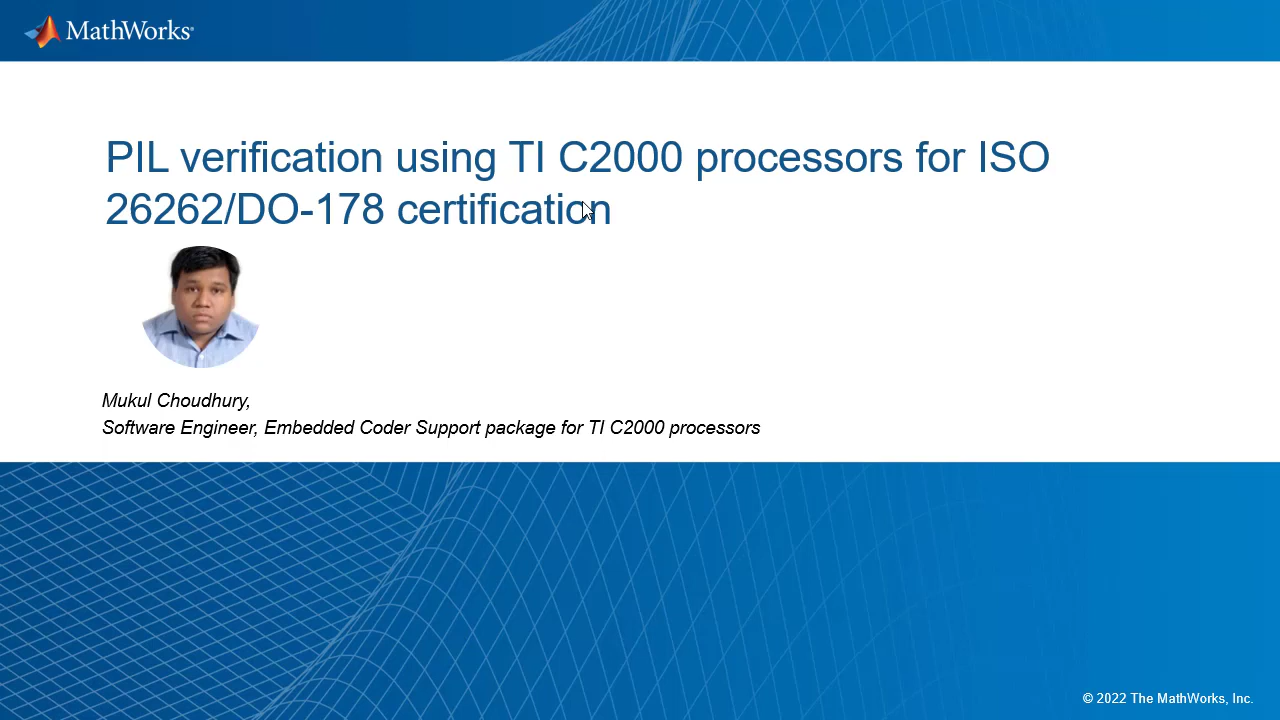 MathWorks®
PIL verification using TI C2000 processors for ISO
26262/DO-178 certification
Mukul Choudhury,
Software Engineer, Embedded Coder Support package for TI C2000 processors
© 2022 The MathWorks, Inc.